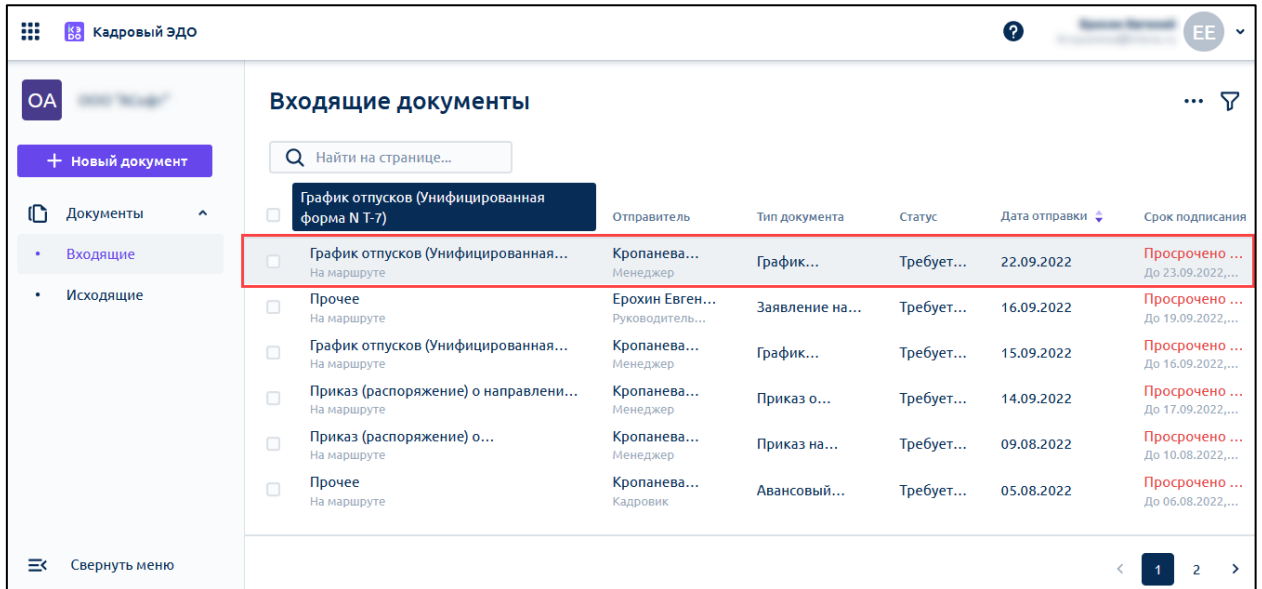 КЭ
ДО
Кадровый ЭДО
?
EE
OA
Входящие документы
...
+ Новый документ
Найти на странице...
Документы
График отпусков (Унифицированная
форма N Т-7)
Отправитель
Тип документа
Статус
Дата отправки
Срок подписания
Входящие
График отпусков (Унифицированная...
На маршруте
Кропанева...
Менеджер
График...
Требует...
22.09.2022
Просрочено ...
До 23.09.2022,...
Исходящие
Прочее
На маршруте
Ерохин Евген...
Руководитель...
Заявление на...
Требует...
16.09.2022
Просрочено ...
До 19.09.2022,...
График отпусков (Унифицированная...
На маршруте
Кропанева...
Менеджер
График...
Требует...
15.09.2022
Просрочено ...
До 16.09.2022,...
Приказ (распоряжение) о направлени...
На маршруте
Кропанева...
Менеджер
Приказ о...
Требует...
14.09.2022
Просрочено ...
До 17.09.2022,...
Приказ (распоряжение) о...
На маршруте
Кропанева...
Менеджер
Приказ на...
Требует...
09.08.2022
Просрочено ...
До 10.08.2022,...
Прочее
На маршруте
Кропанева...
Кадровик
Авансовый...
Требует...
05.08.2022
Просрочено ...
До 06.08.2022,...
Свернуть меню
< 1 2 >